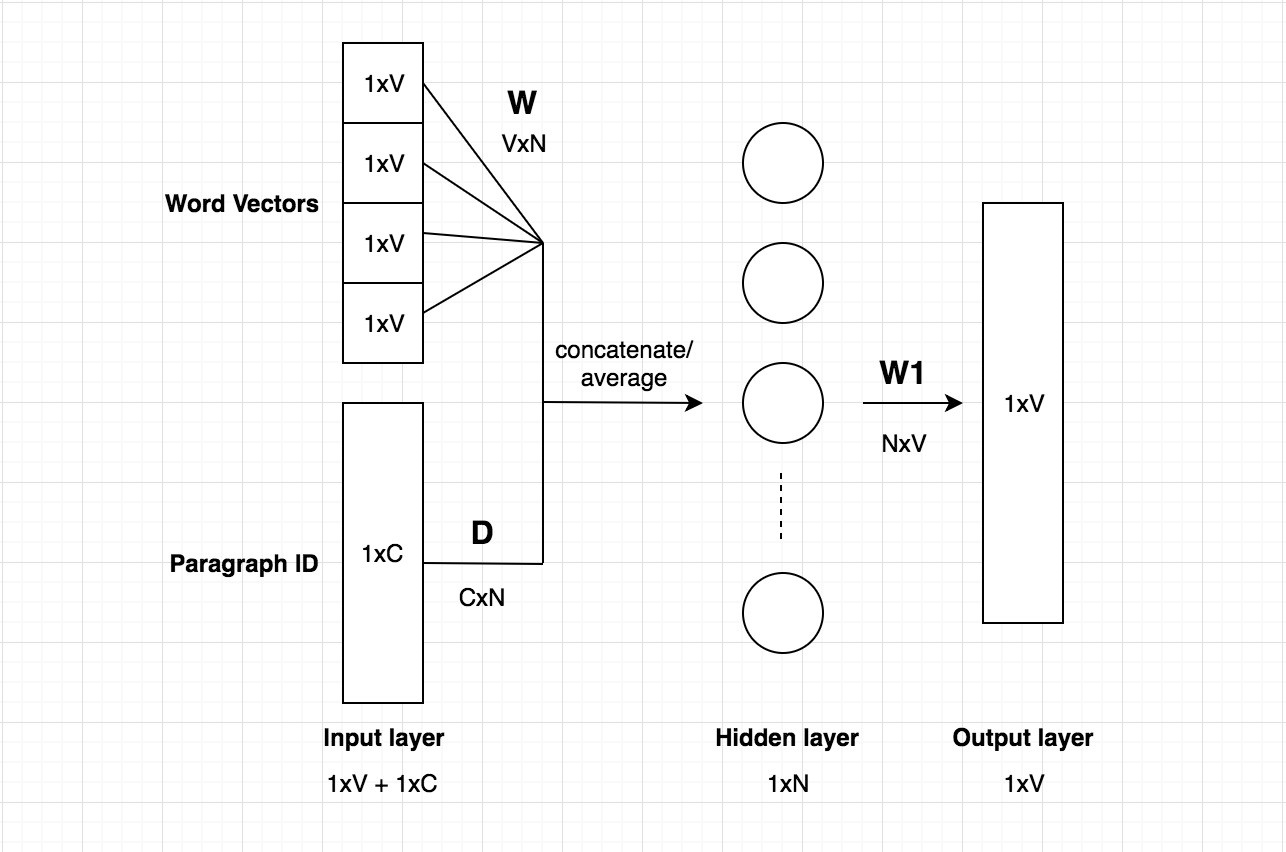 1xV
1xV
1xV
1xV
Word Vectors
W
VxN
concatenate/
average
1xC
Paragraph ID
D
CxN
W1
NxV
1xV
Input layer
1xV + 1xC
Hidden layer
1xN
Output layer
1xV